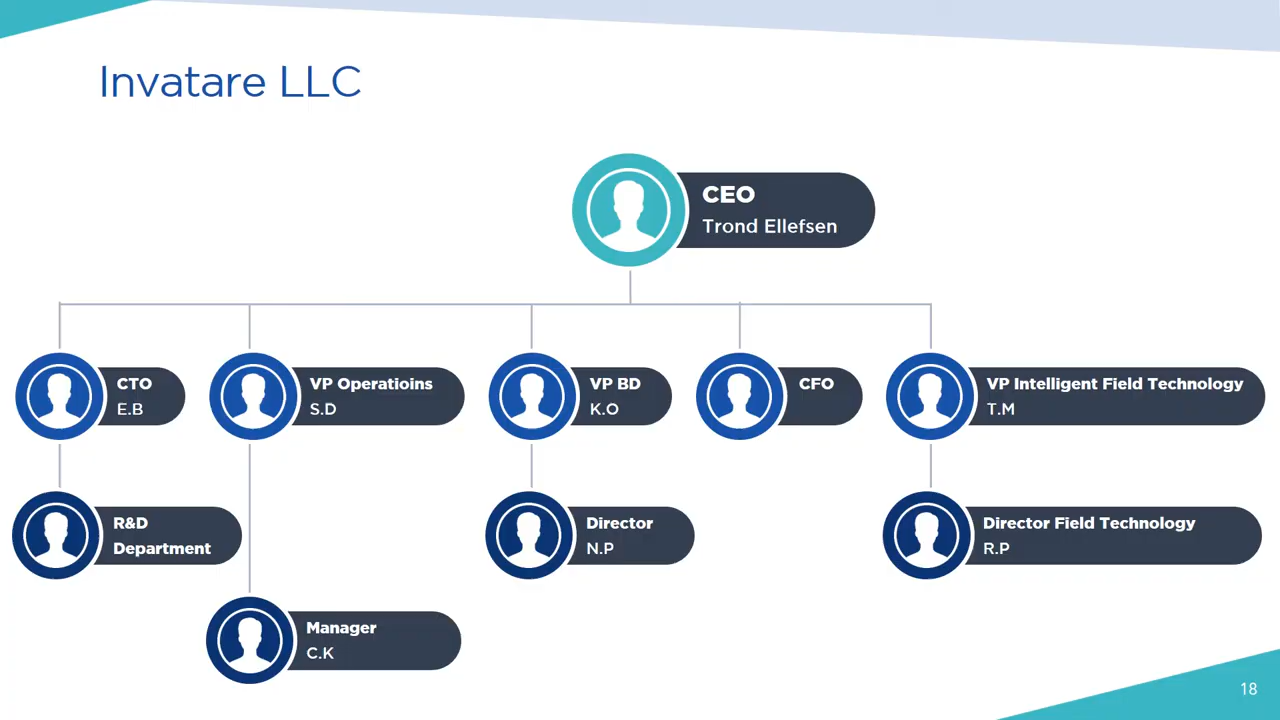 Invatare LLC
CEO
Trond Ellefsen
CTO
E.B
VP Operatioins
S.D
VP BD
K.O
CFO
VP Intelligent Field Technology
T.M
R&D
Department
Director
N.P
Director Field Technology
R.P
Manager
C.K
18